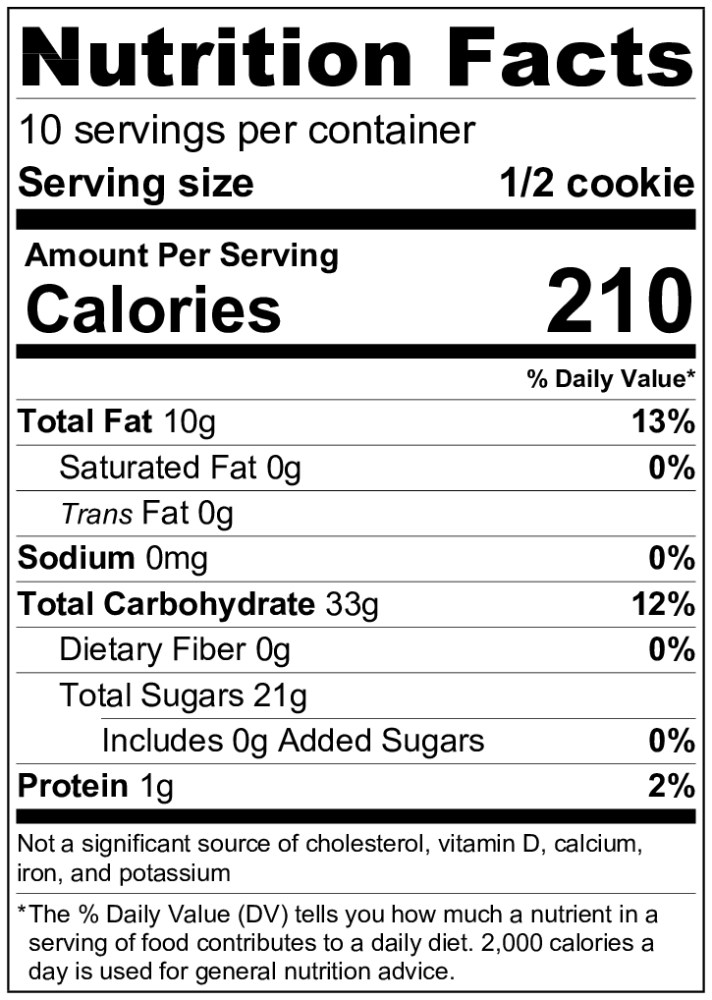 Nutrition Facts
10 servings per container
Serving size 1/2 cookie
Amount Per Serving
Calories 210
% Daily Value*
Total Fat 10g 13%
Saturated Fat 0g 0%
Trans Fat 0g
Sodium 0mg 0%
Total Carbohydrate 33g 12%
Dietary Fiber 0g 0%
Total Sugars 21g
Includes 0g Added Sugars 0%
Protein 1g 2%
Not a significant source of cholesterol, vitamin D, calcium,
iron, and potassium
*The % Daily Value (DV) tells you how much a nutrient in a
serving of food contributes to a daily diet. 2,000 calories a
day is used for general nutrition advice.